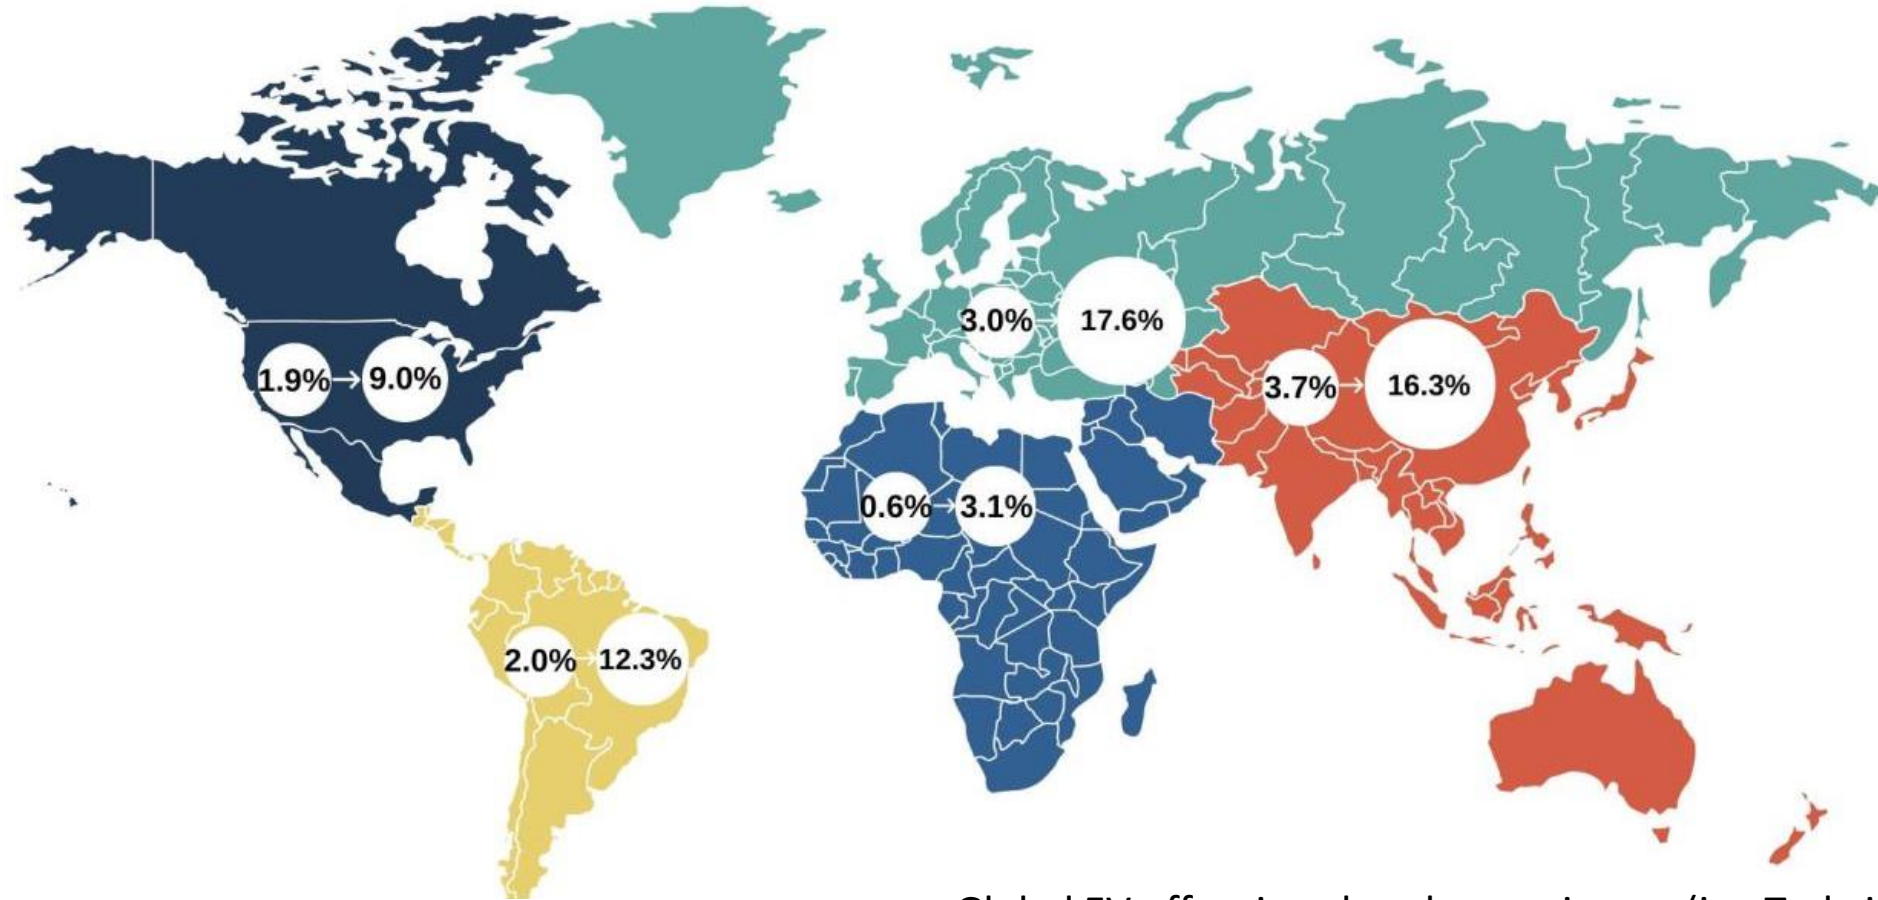 3.0% → 17.6%
1.9% → 9.0%
3.7% → 16.3%
0.6% → 3.1%
2.0% → 12.3%